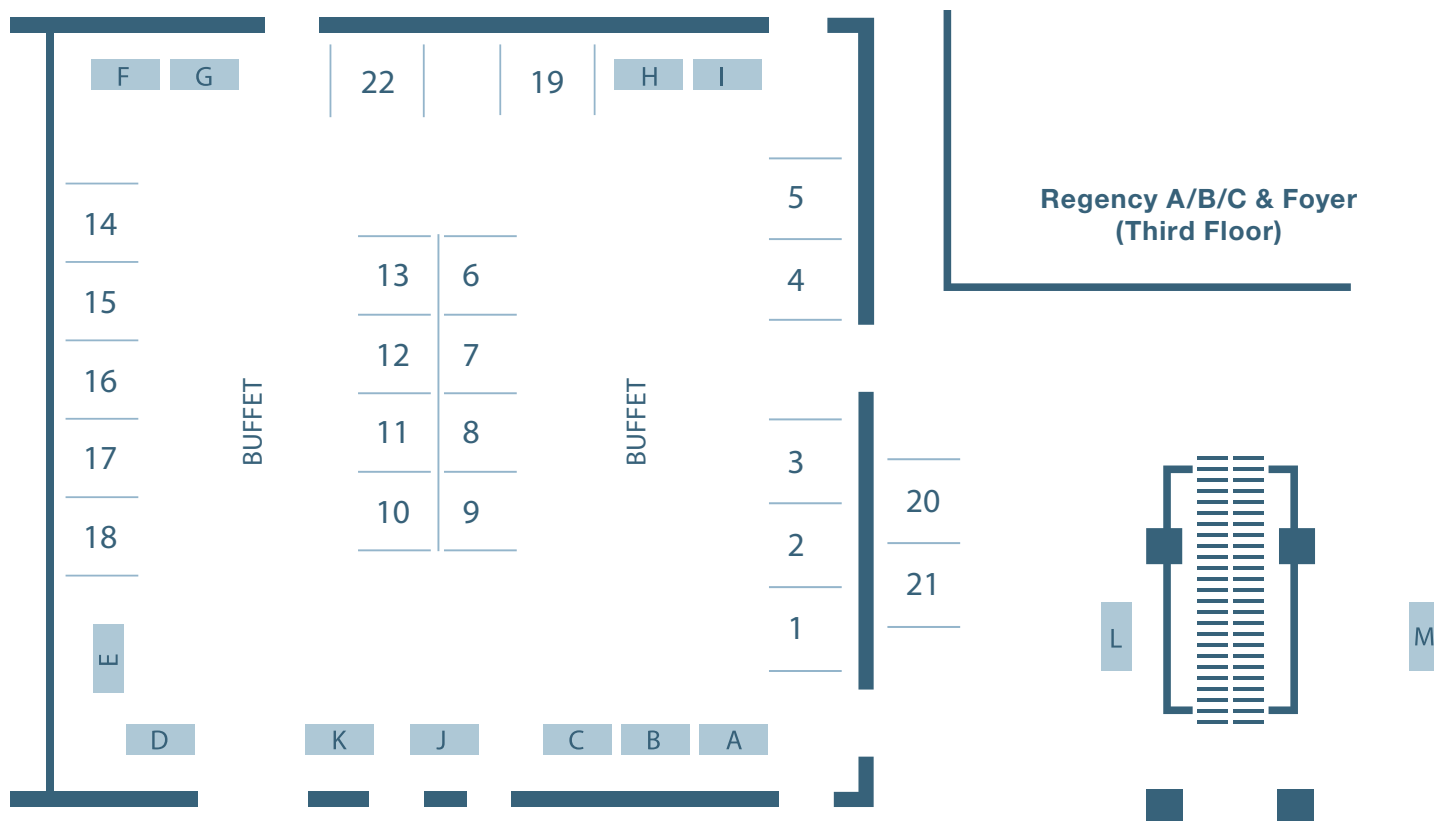 F G 22 19 H I
5
Regency A/B/C & Foyer
(Third Floor)
14
13 6
4
15
12 7
16
BUFFET
BUFFET
11 8
17
3
10 9
20
18
2
21
1
L
M
E
D K J C B A